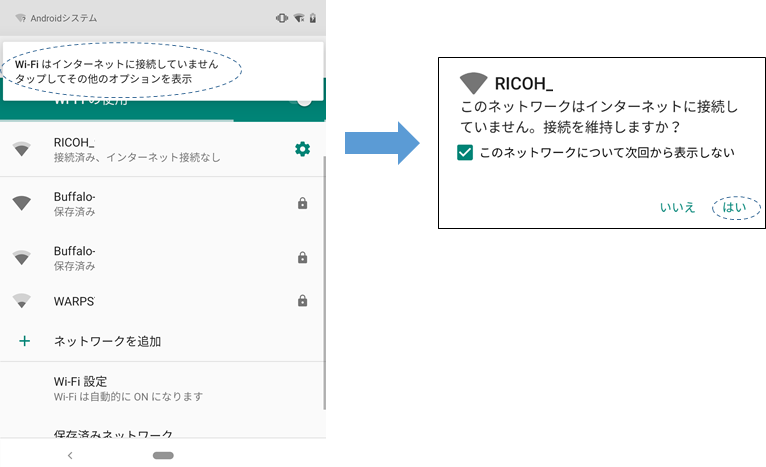 Androidシステム
Wi-Fi はインターネットに接続していません
タップしてその他のオプションを表示
Wi-Fi の使用
RICOH_
接続済み、インターネット接続なし
Buffalo-
保存済み
Buffalo-
保存済み
WARPS
ネットワークを追加
Wi-Fi 設定
Wi-Fi は自動的に ON になります
保存済みネットワーク
RICOH_
このネットワークはインターネットに接続し
ていません。接続を維持しますか？
このネットワークについて次回から表示しない
いいえ
はい